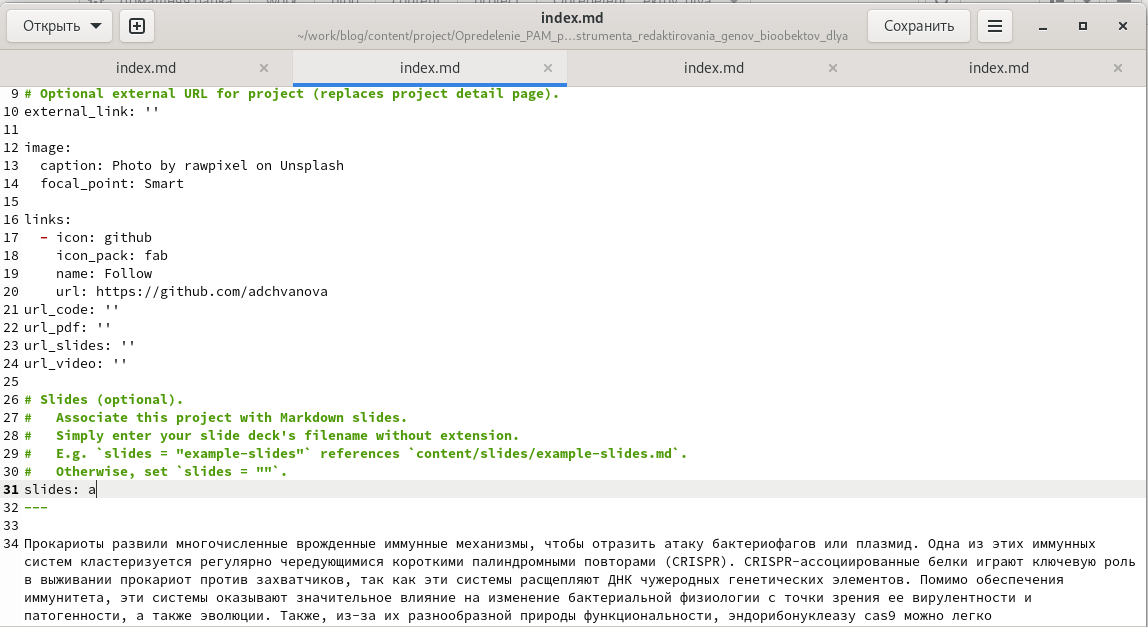 index.md
Открыть
~/work/blog/content/project/Opredelenie_PAM_p…strumenta_redaktirovania_genov_bioobektov_dlya
Сохранить
index.md
index.md
index.md
index.md
9 # Optional external URL for project (replaces project detail page).
10 external_link: ''
11
12 image:
13   caption: Photo by rawpixel on Unsplash
14   focal_point: Smart
15
16 links:
17   - icon: github
18     icon_pack: fab
19     name: Follow
20     url: https://github.com/adchvanova
21 url_code: ''
22 url_pdf: ''
23 url_slides: ''
24 url_video: ''
25
26 # Slides (optional).
27 #   Associate this project with Markdown slides.
28 #   Simply enter your slide deck's filename without extension.
29 #   E.g. `slides = "example-slides"` references `content/slides/example-slides.md`.
30 #   Otherwise, set `slides = ""`.
31 slides: a
32 ---
33
34 Прокариоты развили многочисленные врожденные иммунные механизмы, чтобы отразить атаку бактериофагов или плазмид. Одна из этих иммунных
систем кластеризуется регулярно чередующимися короткими палиндромными повторами (CRISPR). CRISPR-ассоциированные белки играют ключевую роль
в выживании прокариот против захватчиков, так как эти системы расщепляют ДНК чужеродных генетических элементов. Помимо обеспечения
иммунитета, эти системы оказывают значительное влияние на изменение бактериальной физиологии с точки зрения ее вирулентности и
патогенности, а также эволюции. Также, из-за их разнообразной природы функциональности, эндорибонуклеазу cas9 можно легко